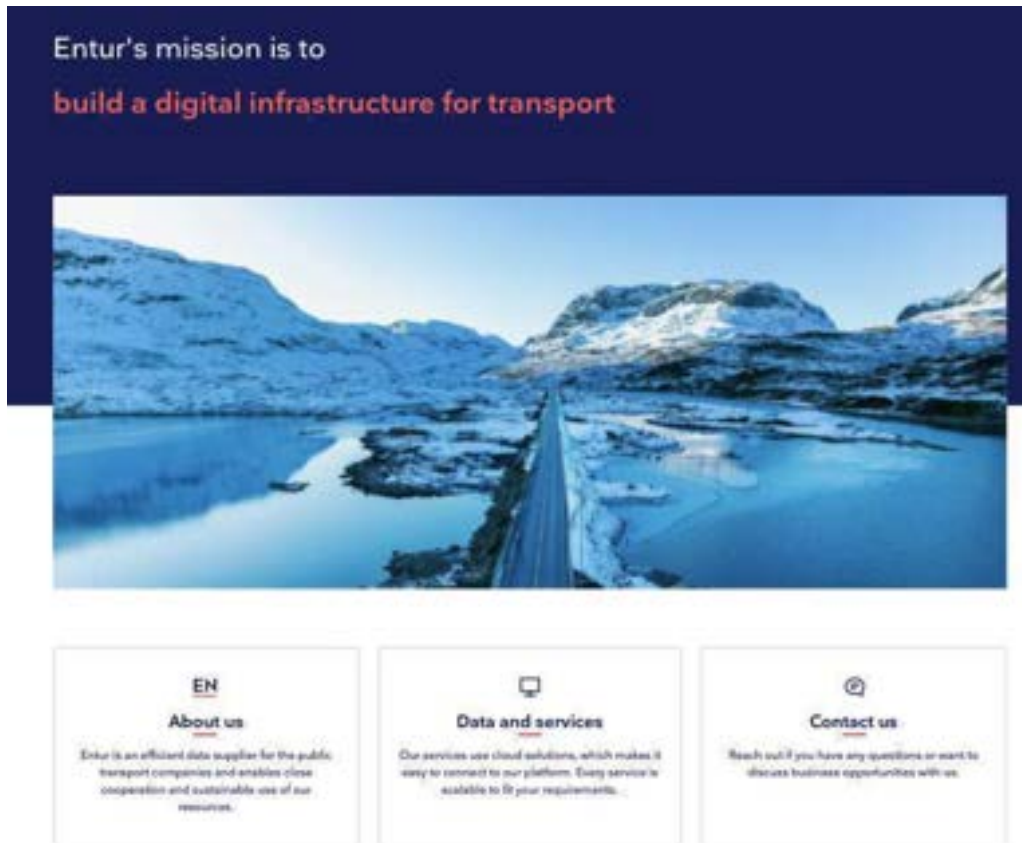 Entur's mission is to
build a digital infrastructure for transport
EN
About us
Entur is an efficient data supplier for the public
transport companies and enables close
cooperation and sustainable use of our
resources.
Data and services
Our services use cloud solutions, which makes it
easy to connect to our platform. Every service is
scalable to fit your requirements.
Contact us
Reach out if you have any questions or want to
discuss business opportunities with us.